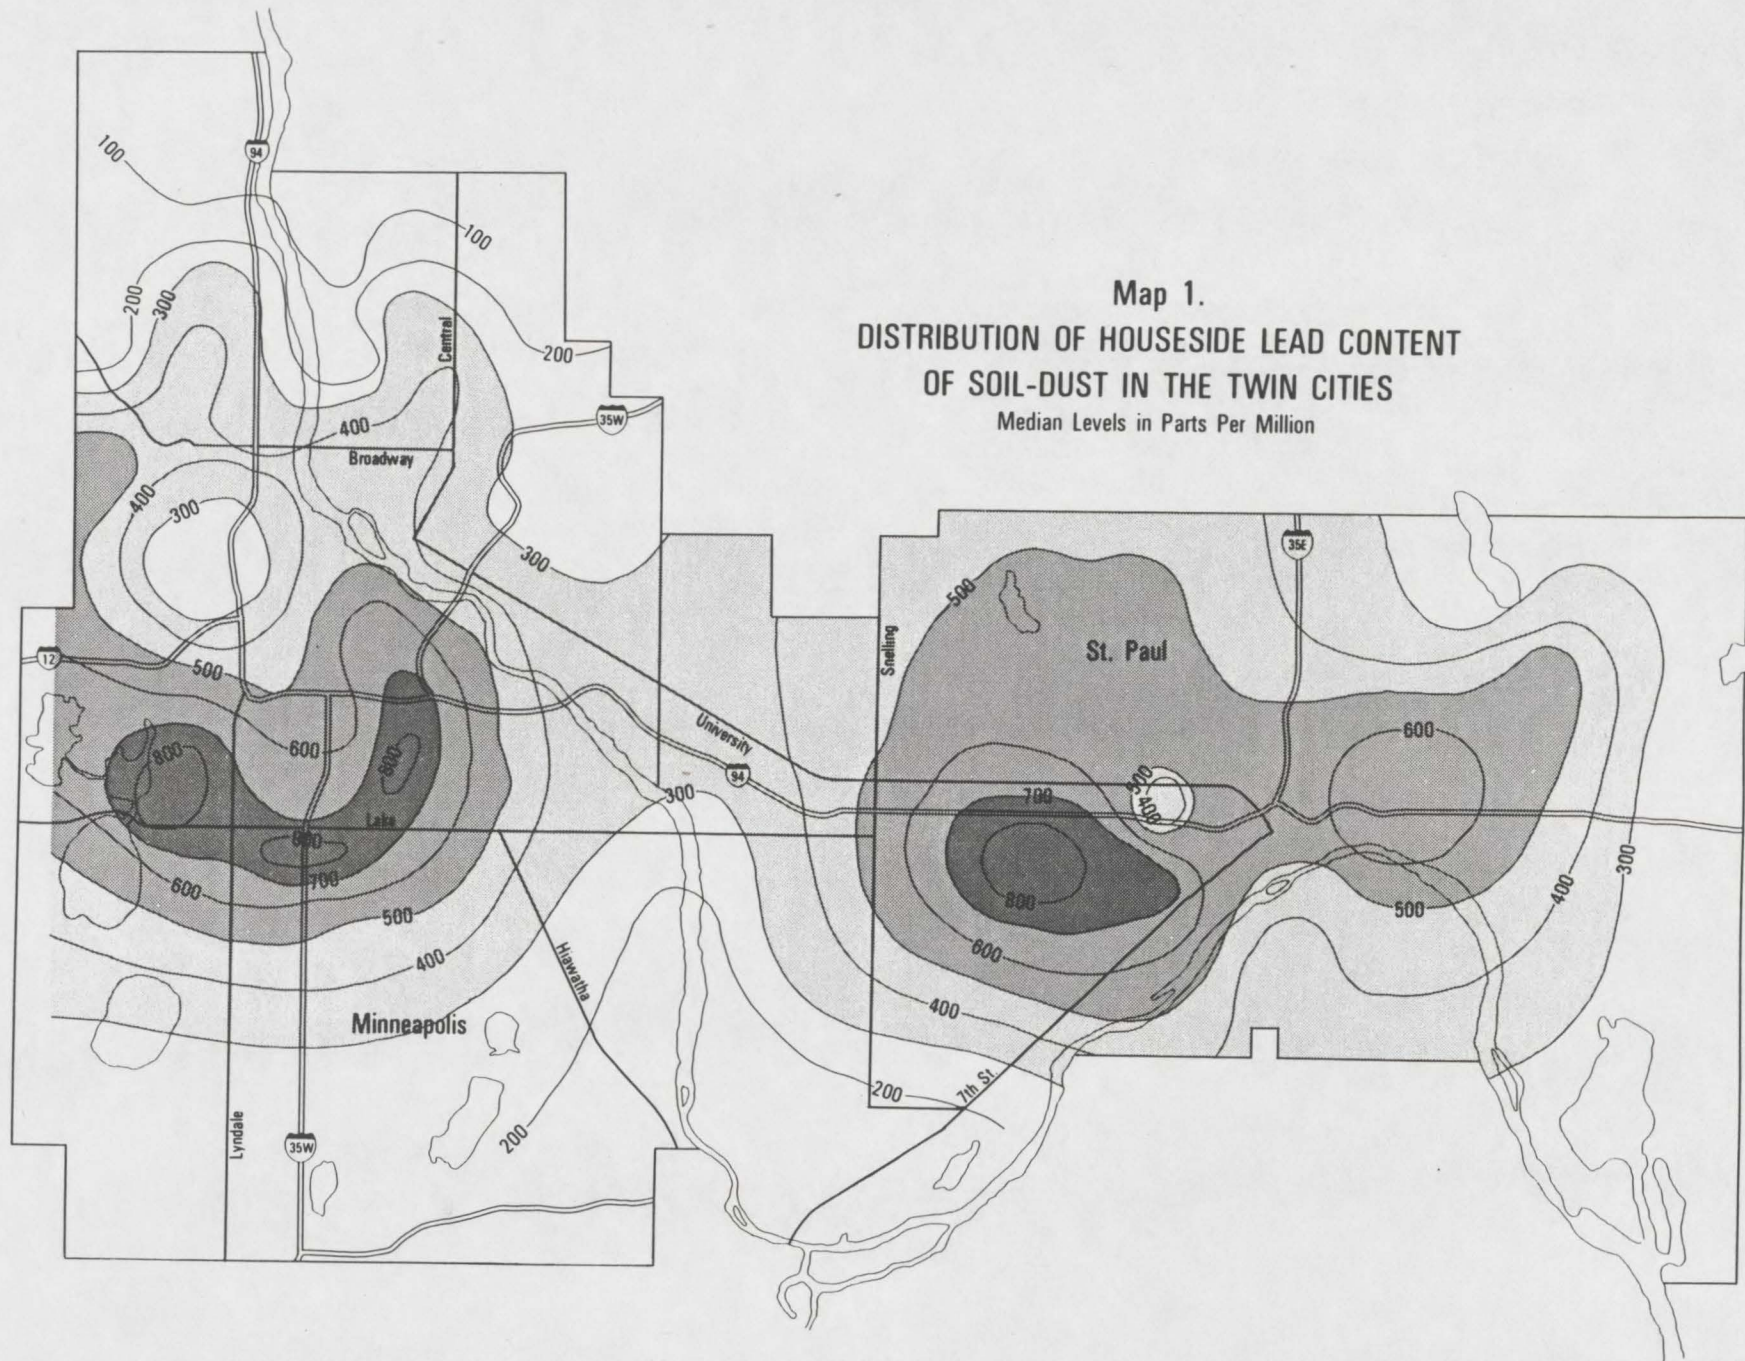 Map 1.
DISTRIBUTION OF HOUSESIDE LEAD CONTENT
OF SOIL-DUST IN THE TWIN CITIES
Median Levels in Parts Per Million
94
100
100
200
300
Central
200
35W
400
Broadway
400
300
300
35E
500
Snelling
St. Paul
12
500
University
600
600
800
800
94
300
700
500
400
Lake
800
700
600
500
800
600
300
400
500
400
Hiawatha
400
Minneapolis
200
7th St.
200
Lyndale
35W